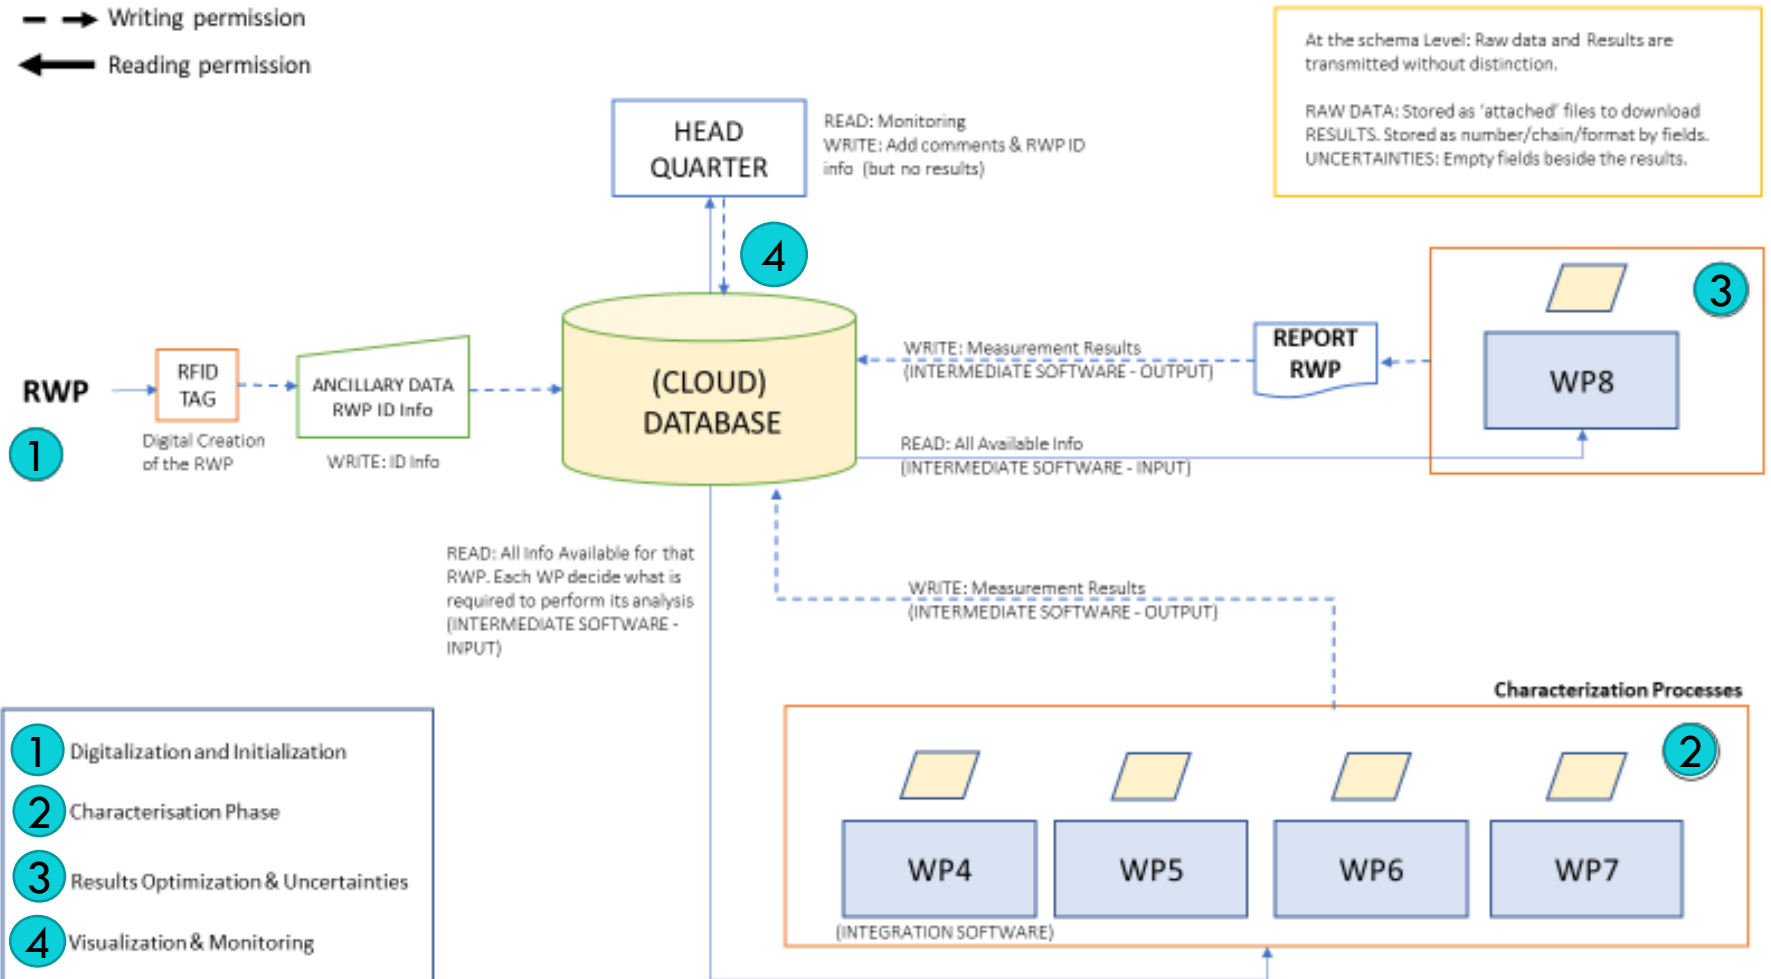 Writing permission
Reading permission
At the schema Level: Raw data and Results are
transmitted without distinction.
RAW DATA: Stored as 'attached' files to download
RESULTS. Stored as number/chain/format by fields.
UNCERTAINTIES: Empty fields beside the results.
HEAD
QUARTER
READ: Monitoring
WRITE: Add comments & RWP ID
info (but no results)
4
3
WP8
REPORT
RWP
WRITE: Measurement Results
(INTERMEDIATE SOFTWARE - OUTPUT)
RWP
1
RFID
TAG
Digital Creation
of the RWP
ANCILLARY DATA
RWP ID Info
WRITE: ID Info
(CLOUD)
DATABASE
READ: All Available Info
(INTERMEDIATE SOFTWARE - INPUT)
READ: All Info Available for that
RWP. Each WP decide what is
required to perform its analysis
(INTERMEDIATE SOFTWARE -
INPUT)
WRITE: Measurement Results
(INTERMEDIATE SOFTWARE - OUTPUT)
Characterization Processes
2
WP4
WP5
WP6
WP7
(INTEGRATION SOFTWARE)
1 Digitalization and Initialization
2 Characterisation Phase
3 Results Optimization & Uncertainties
4 Visualization & Monitoring